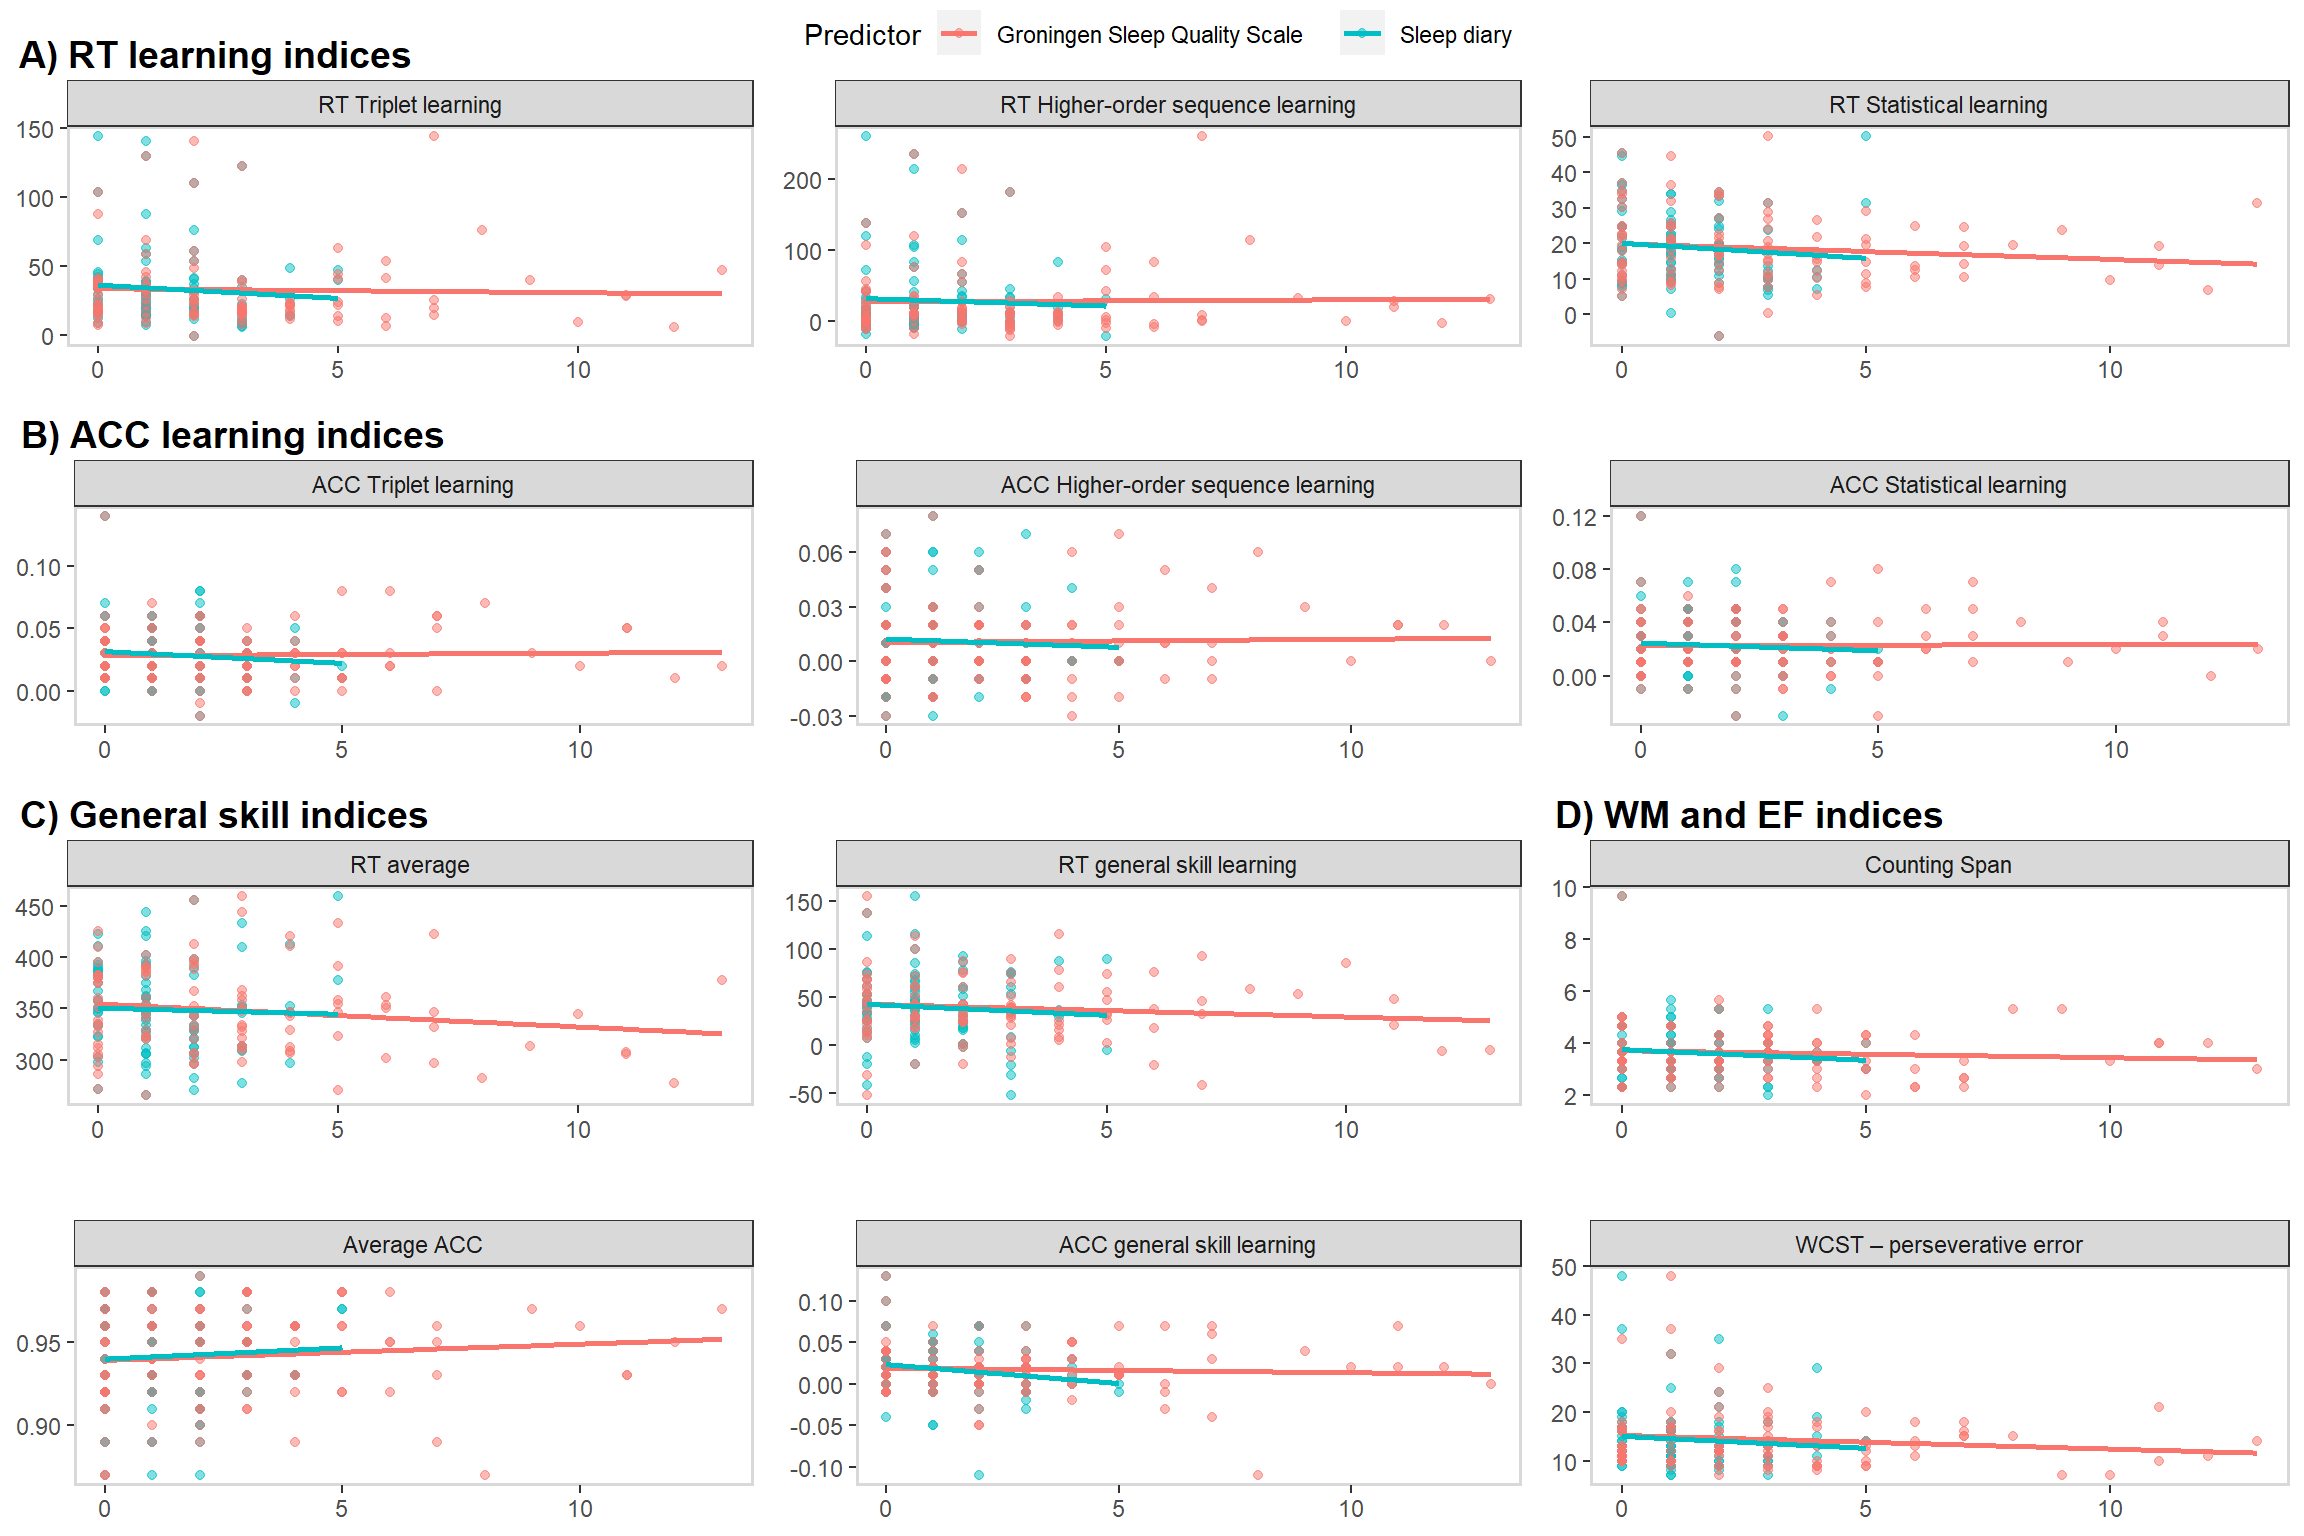 Predictor Groningen Sleep Quality Scale Sleep diary
A) RT learning indices
RT Triplet learning RT Higher-order sequence learning RT Statistical learning
150
100
50
0
0 5 10
200
100
0
0 5 10
50
40
30
20
10
0
0 5 10
B) ACC learning indices
ACC Triplet learning ACC Higher-order sequence learning ACC Statistical learning
0.10
0.05
0.00
0 5 10
0.06
0.03
0.00
-0.03
0 5 10
0.12
0.08
0.04
0.00
0 5 10
C) General skill indices
RT average RT general skill learning
450
400
350
300
0 5 10
150
100
50
0
-50
0 5 10
D) WM and EF indices
Counting Span
10
8
6
4
2
0 5 10
Average ACC ACC general skill learning WCST – perseverative error
0.95
0.90
0 5 10
0.10
0.05
0.00
-0.05
-0.10
0 5 10
50
40
30
20
10
0 5 10